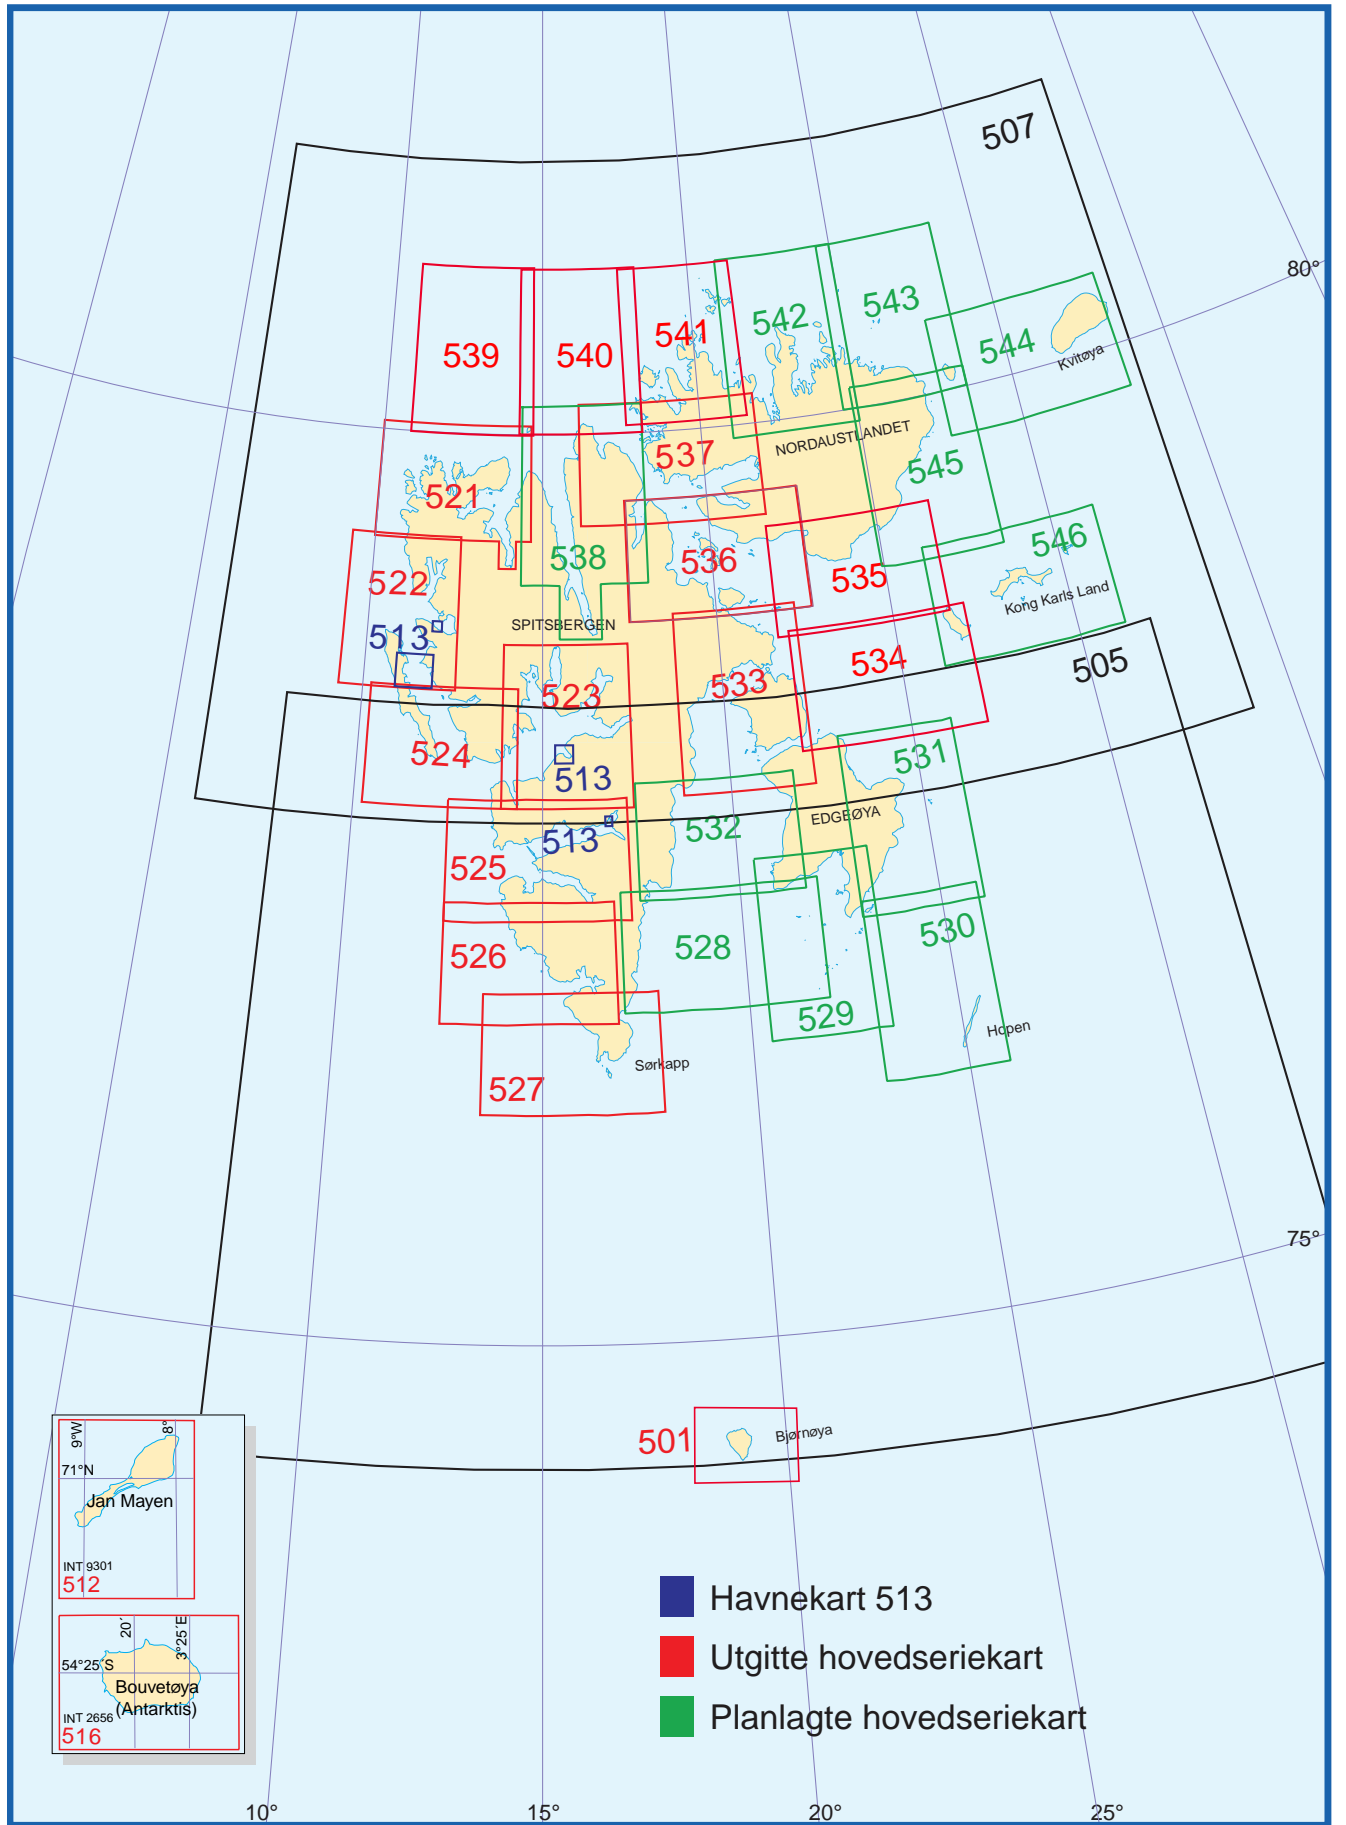 507
80°
543
542
541
539
540
544
Kvitøya
NORDAUSTLANDET
537
545
521
546
538
536
535
522
Kong Karls Land
SPITSBERGEN
513
534
505
533
523
524
531
513
EDGEØYA
532
513
525
530
528
526
529
Hopen
Sørkapp
527
75°
501
Bjørnøya
9°W
8°
71°N
Jan Mayen
INT 9301
512
20´
3°25´E
54°25´S
Bouvetøya
(Antarktis)
INT 2656
516
Havnekart 513
Utgitte hovedseriekart
Planlagte hovedseriekart
10°
15°
20°
25°